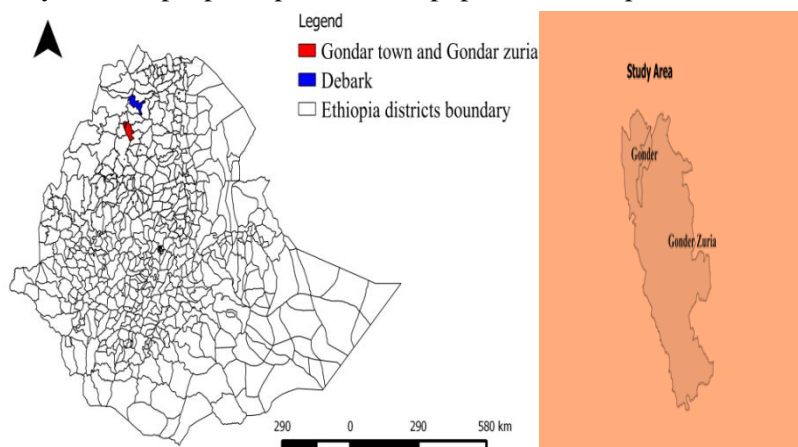 Legend
Gondar town and Gondar zuria
Debark
Ethiopia districts boundary
290 0 290 580 km
Study Area
Gonder
Gonder Zuria